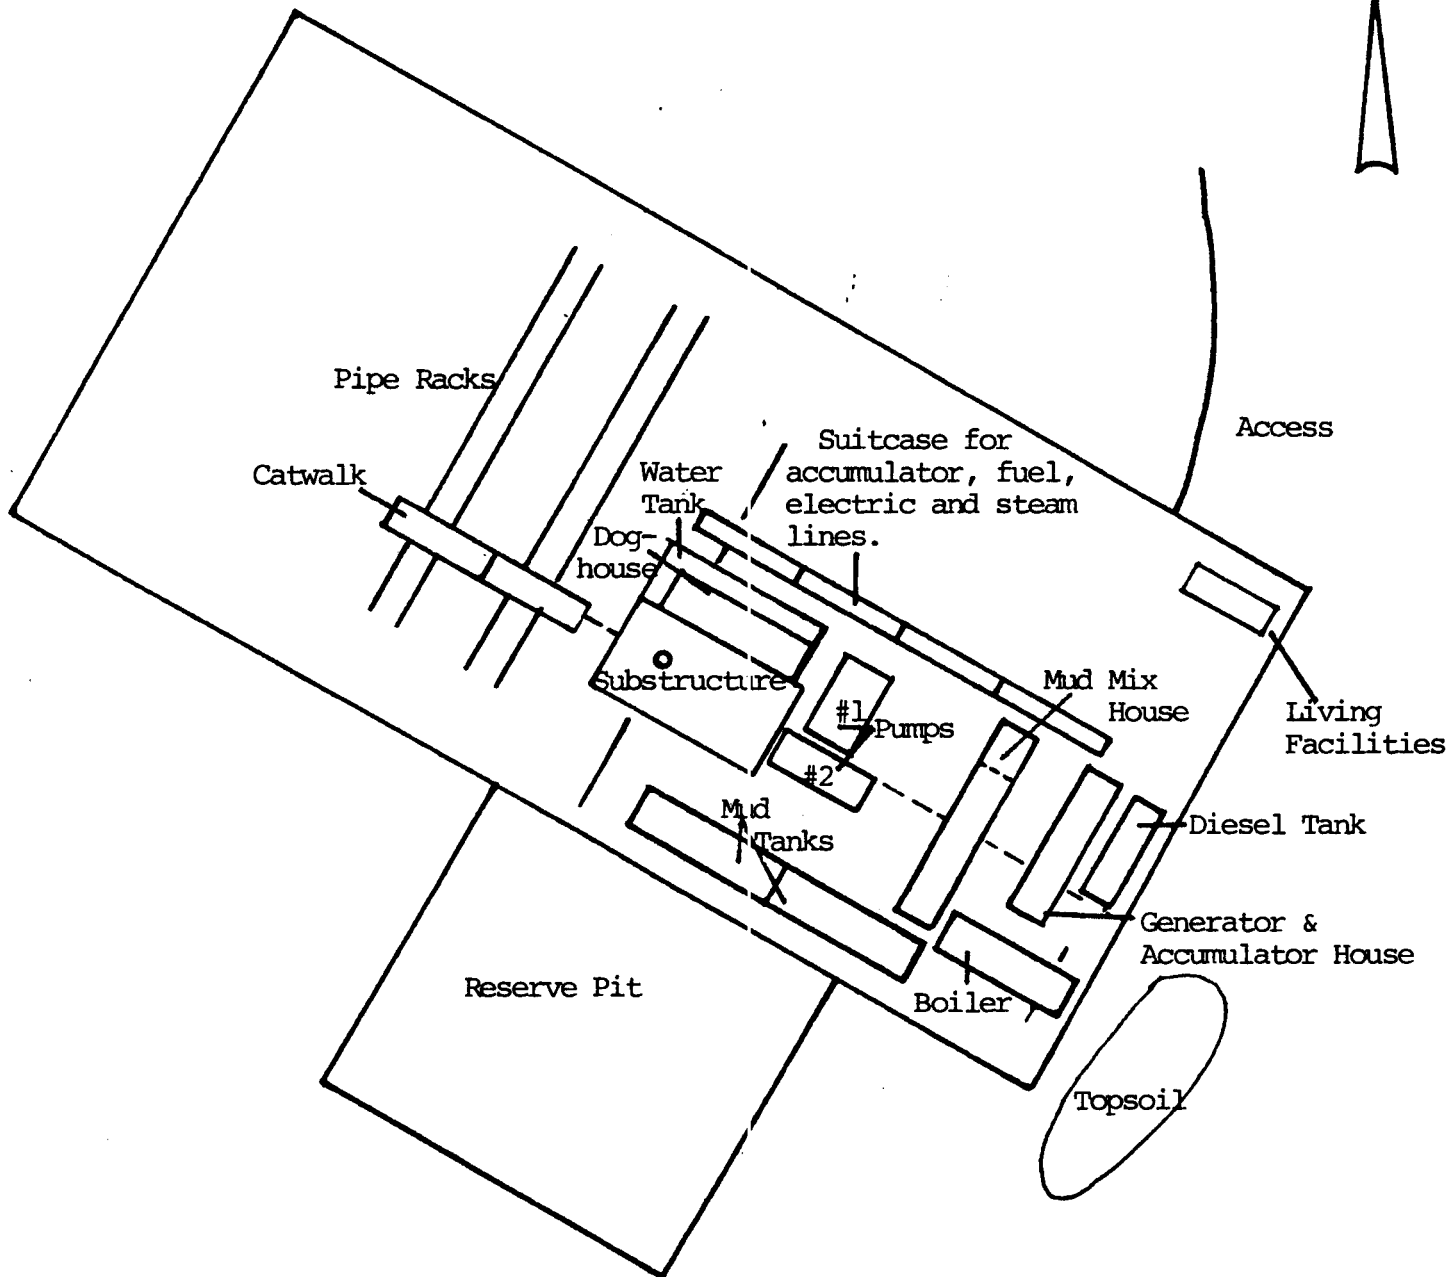 Pipe Racks
Access
Suitcase for
accumulator, fuel,
electric and steam
lines.
Catwalk
Water
Tank
Dog-
house
Substructure
#1
Pumps
#2
Mud Mix
House
Living
Facilities
Mud
Tanks
Diesel Tank
Generator &
Accumulator House
Reserve Pit
Boiler
Topsoil